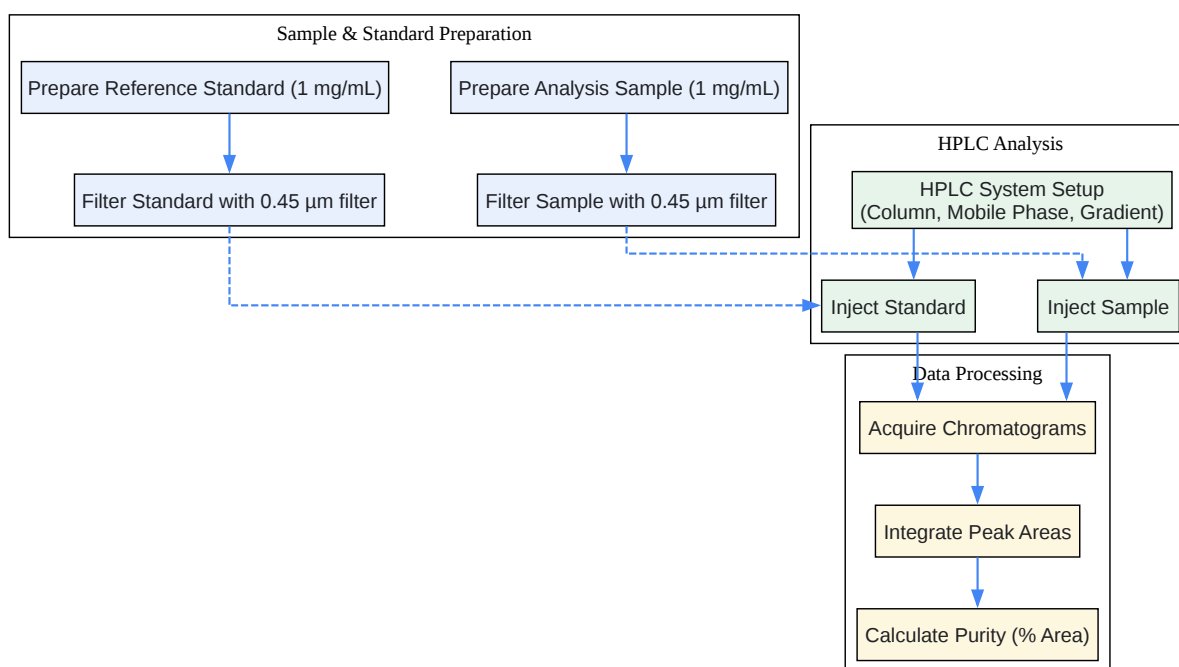 Sample & Standard Preparation
Prepare Reference Standard (1 mg/mL)
Prepare Analysis Sample (1 mg/mL)
Filter Standard with 0.45 µm filter
Filter Sample with 0.45 µm filter
HPLC Analysis
HPLC System Setup
(Column, Mobile Phase, Gradient)
Inject Standard
Inject Sample
Data Processing
Acquire Chromatograms
Integrate Peak Areas
Calculate Purity (% Area)